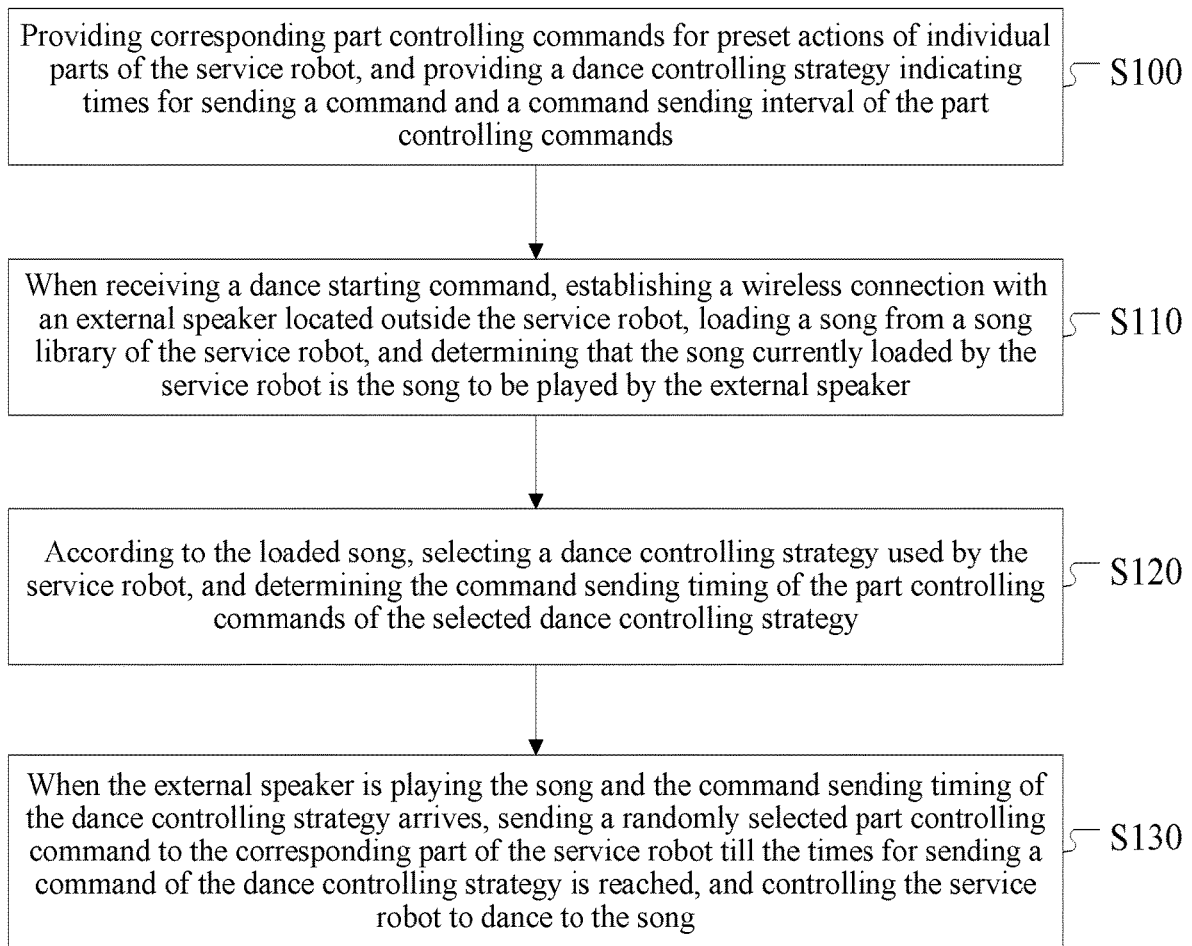 Providing corresponding part controlling commands for preset actions of individual
parts of the service robot, and providing a dance controlling strategy indicating
times for sending a command and a command sending interval of the part
controlling commands
S100
When receiving a dance starting command, establishing a wireless connection with
an external speaker located outside the service robot, loading a song from a song
library of the service robot, and determining that the song currently loaded by the
service robot is the song to be played by the external speaker
S110
According to the loaded song, selecting a dance controlling strategy used by the
service robot, and determining the command sending timing of the part controlling
commands of the selected dance controlling strategy
S120
When the external speaker is playing the song and the command sending timing of
the dance controlling strategy arrives, sending a randomly selected part controlling
command to the corresponding part of the service robot till the times for sending a
command of the dance controlling strategy is reached, and controlling the service
robot to dance to the song
S130